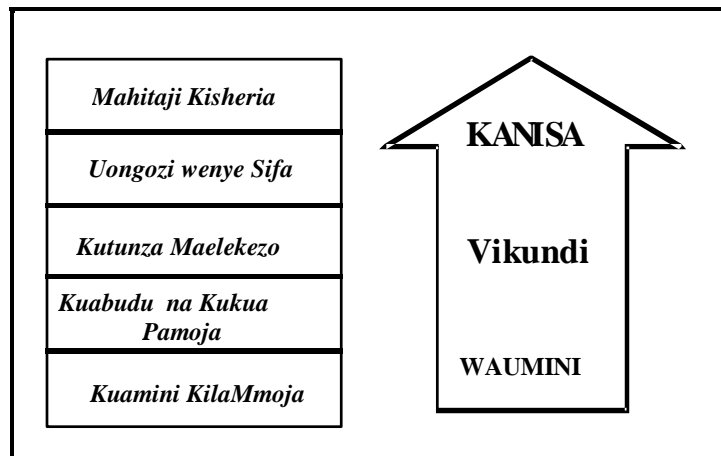 Mahitaji Kisheria
Uongozi wenye Sifa
Kutunza Maelekezo
Kuabudu na Kukua
Pamoja
Kuamini KilaMmoja
KANISA
Vikundi
WAUMINI